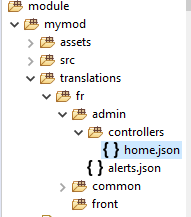 module
mymod
assets
src
translations
fr
admin
controllers
home.json
alerts.json
common
front